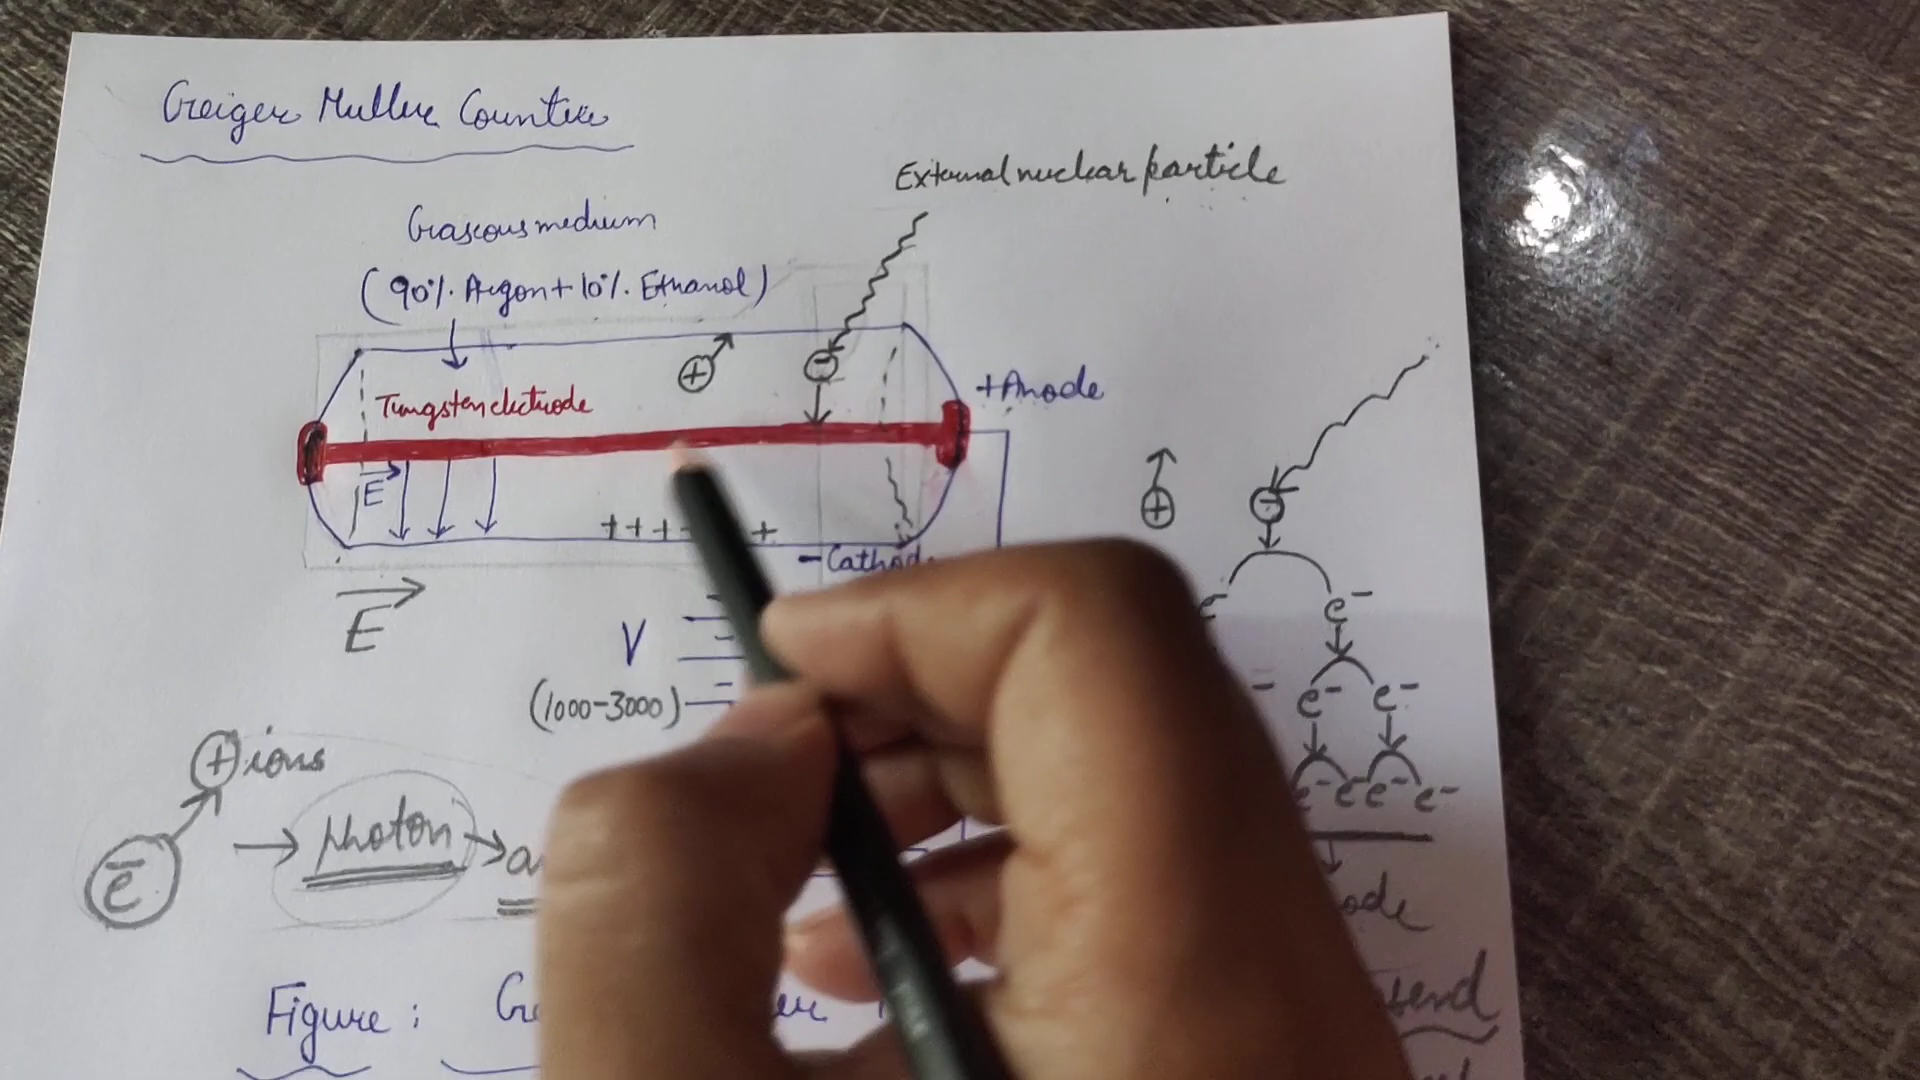 Geiger Muller Counter
External nuclear particle
Gaseous medium
(90%. Argon + 10%. Ethanol)
+
-
Tungsten electrode
+Anode
E
+
-
+ + + - +
- Cathode
E
V
(1000-3000)
e-
e- e-
e- e- e- e-
+ ions
e
photon
Figure :